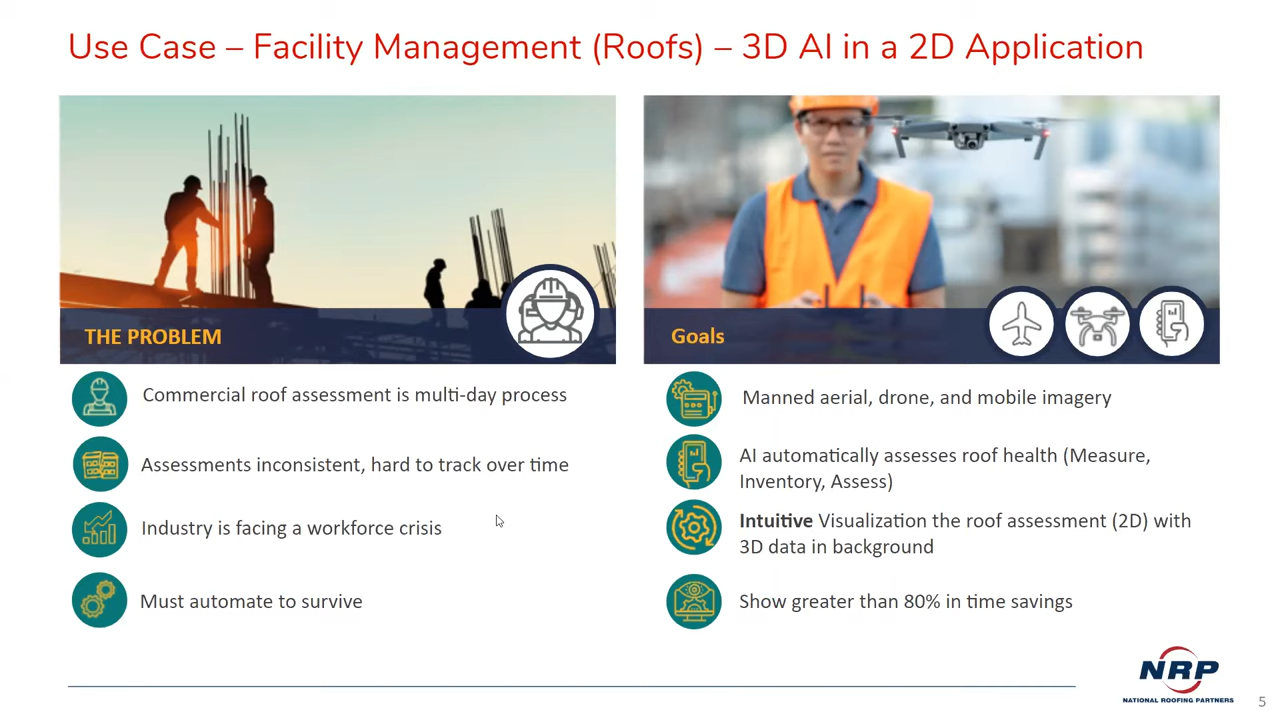 Use Case – Facility Management (Roofs) – 3D AI in a 2D Application
THE PROBLEM
Commercial roof assessment is multi-day process
Assessments inconsistent, hard to track over time
Industry is facing a workforce crisis
Must automate to survive
Goals
Manned aerial, drone, and mobile imagery
AI automatically assesses roof health (Measure,
Inventory, Assess)
Intuitive Visualization the roof assessment (2D) with
3D data in background
Show greater than 80% in time savings
NRP
NATIONAL ROOFING PARTNERS
5